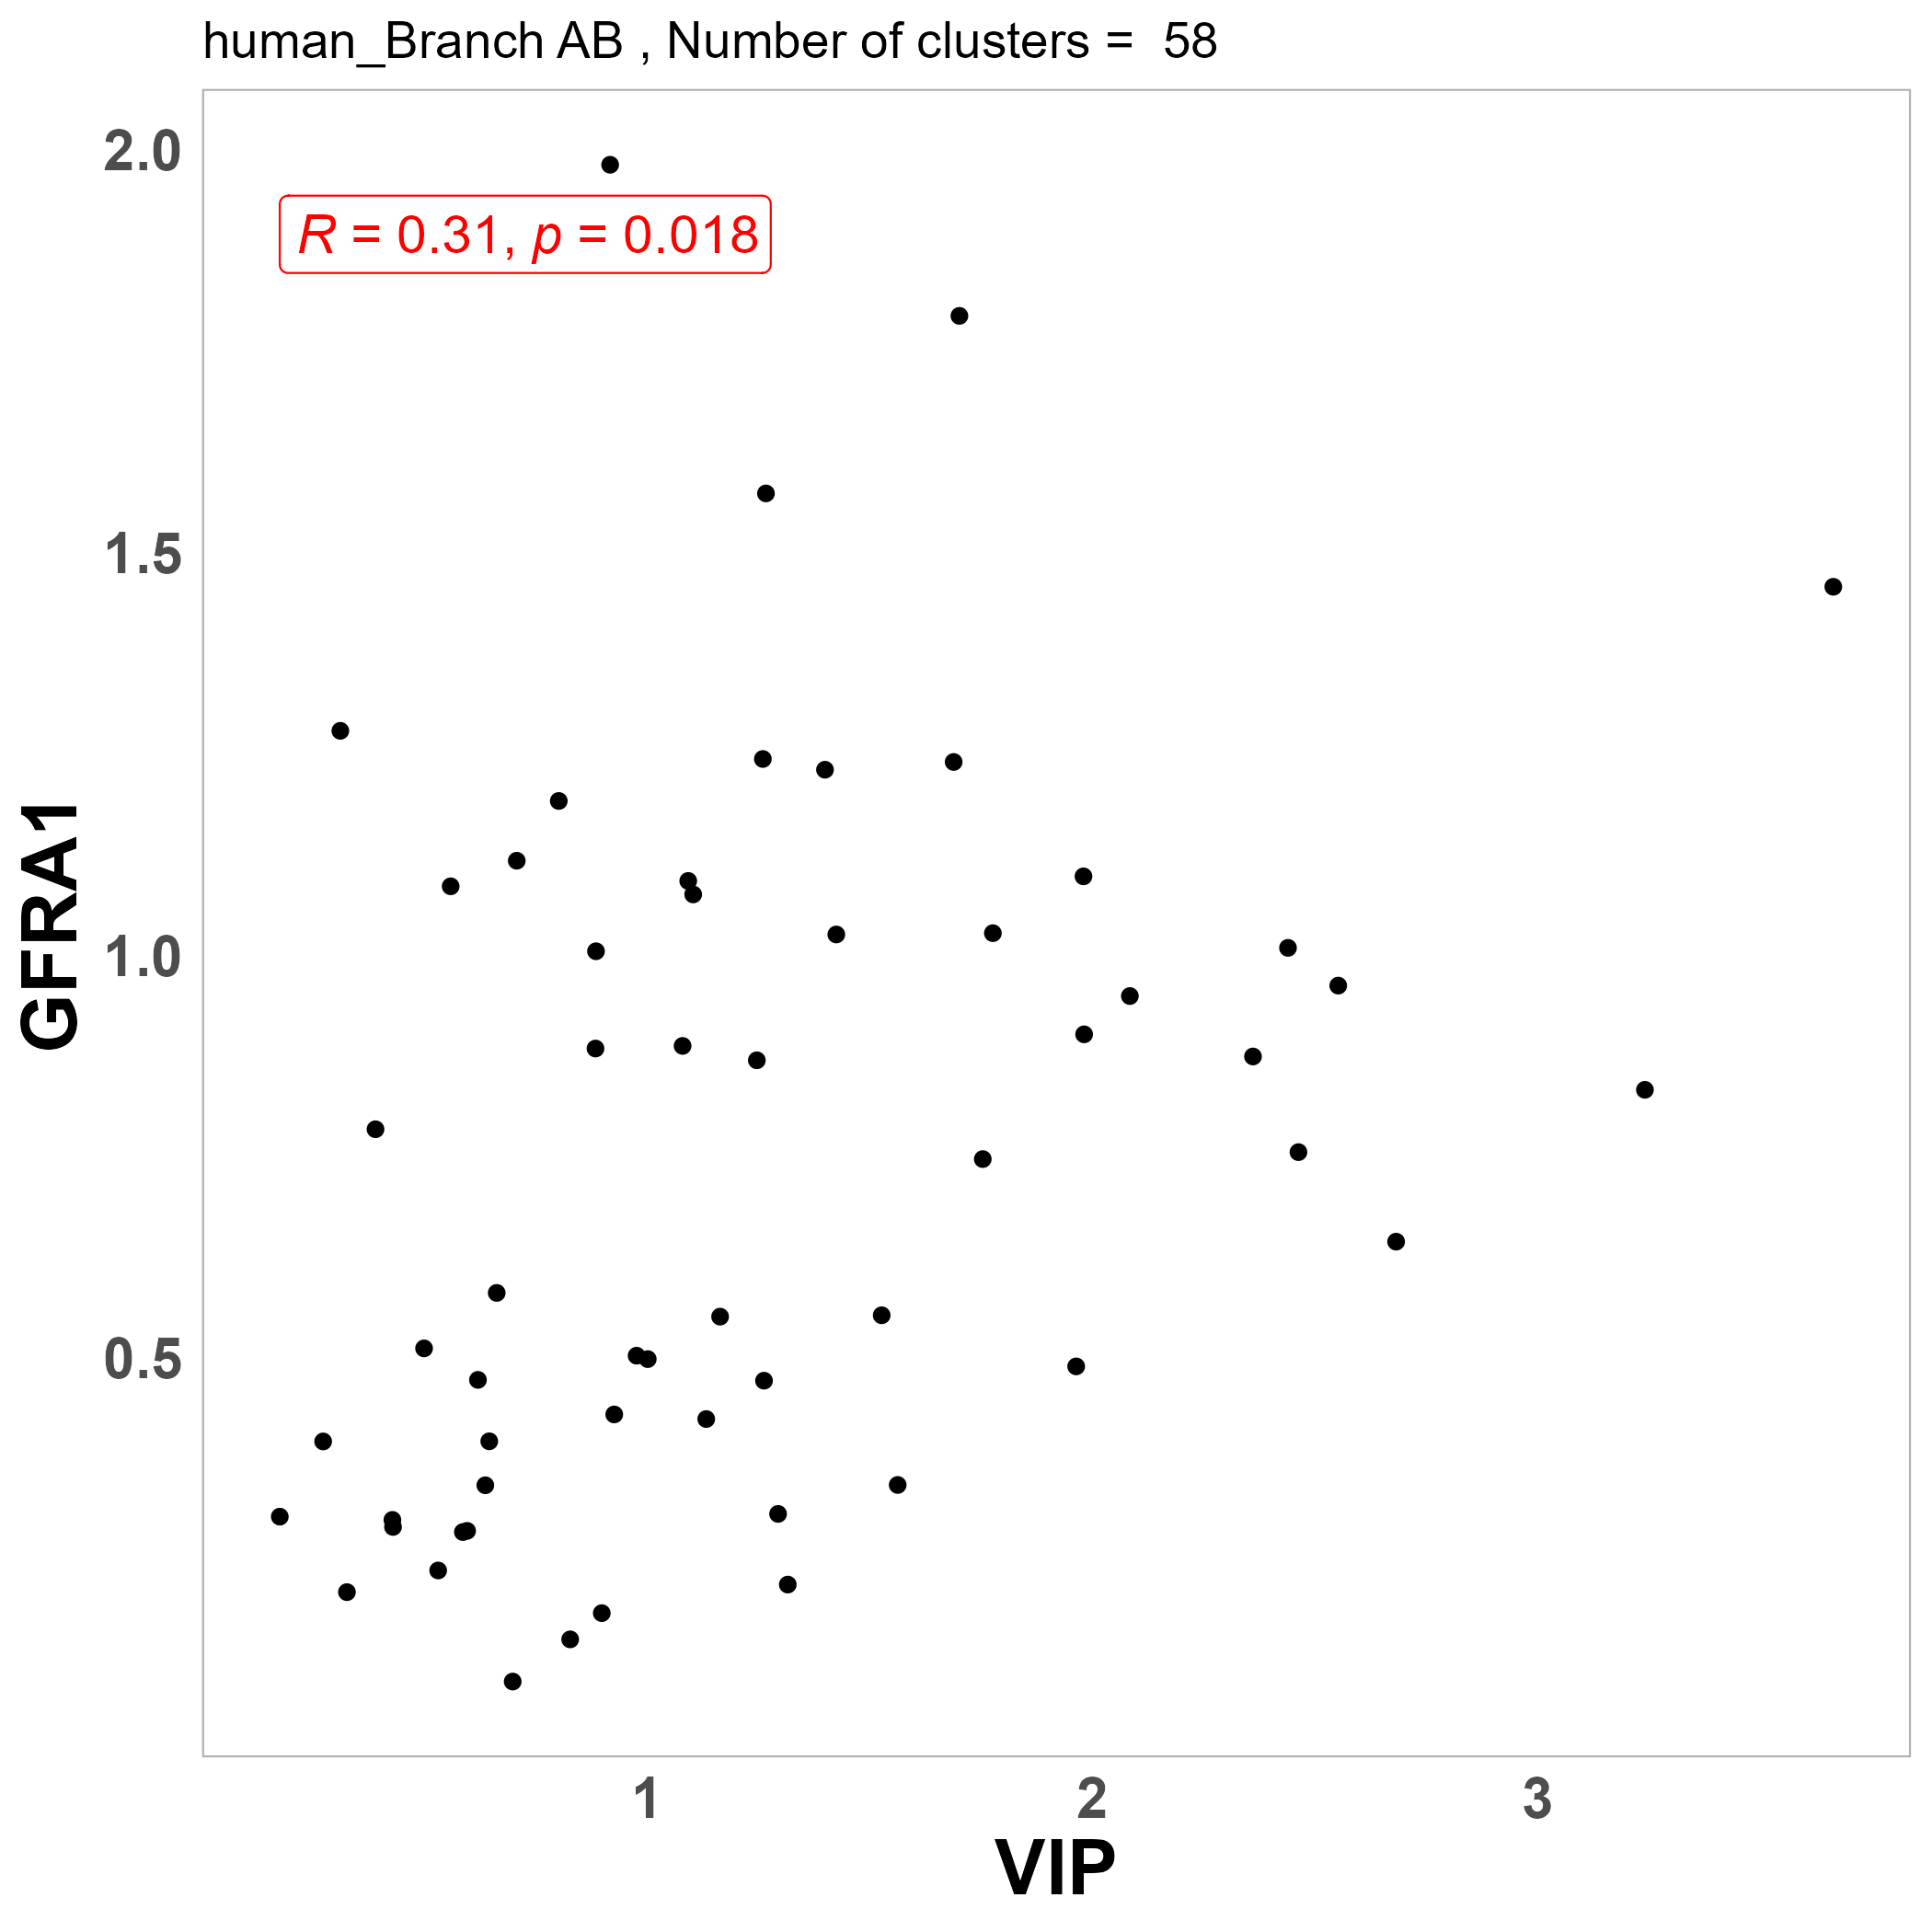 human_Branch AB , Number of clusters =  58
2.0
R = 0.31, p = 0.018
1.5
GFRA1
1.0
0.5
1 2 3
VIP